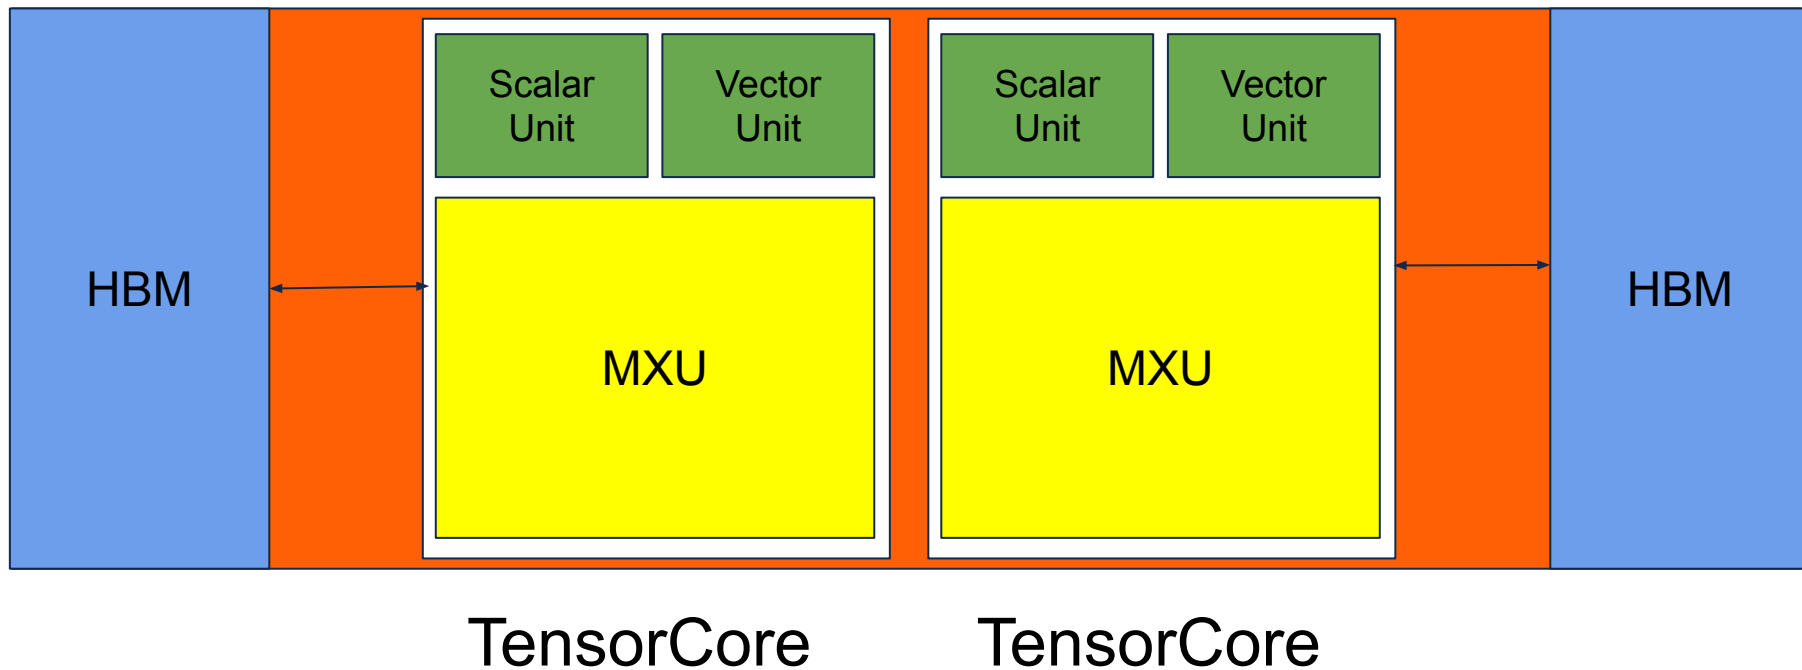 HBM
Scalar
Unit
Vector
Unit
MXU
Scalar
Unit
Vector
Unit
MXU
HBM
TensorCore
TensorCore